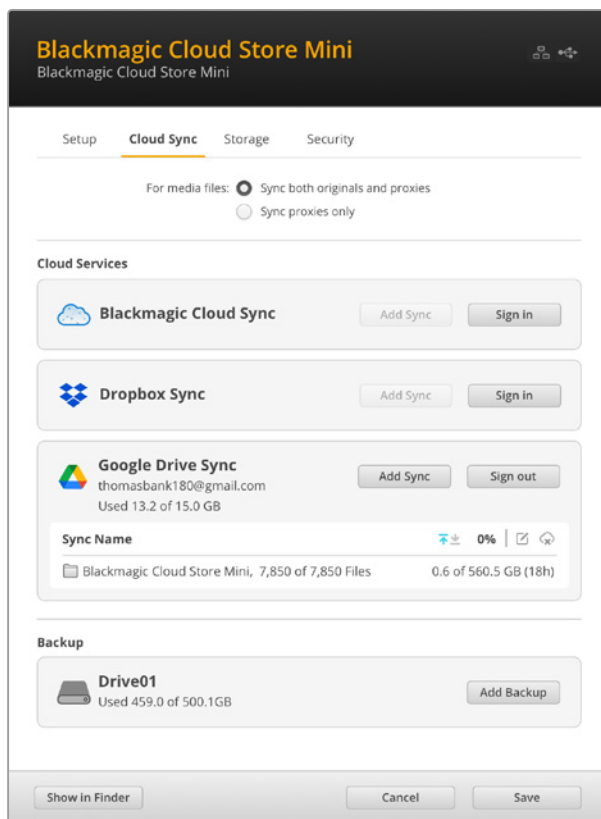 Blackmagic Cloud Store Mini
Blackmagic Cloud Store Mini
Setup Cloud Sync Storage Security
For media files: Sync both originals and proxies
Sync proxies only
Cloud Services
Blackmagic Cloud Sync Add Sync Sign in
Dropbox Sync Add Sync Sign in
Google Drive Sync Add Sync Sign out
thomasbank180@gmail.com
Used 13.2 of 15.0 GB
Sync Name 0%
Blackmagic Cloud Store Mini, 7,850 of 7,850 Files 0.6 of 560.5 GB (18h)
Backup
Drive01 Add Backup
Used 459.0 of 500.1GB
Show in Finder Cancel Save